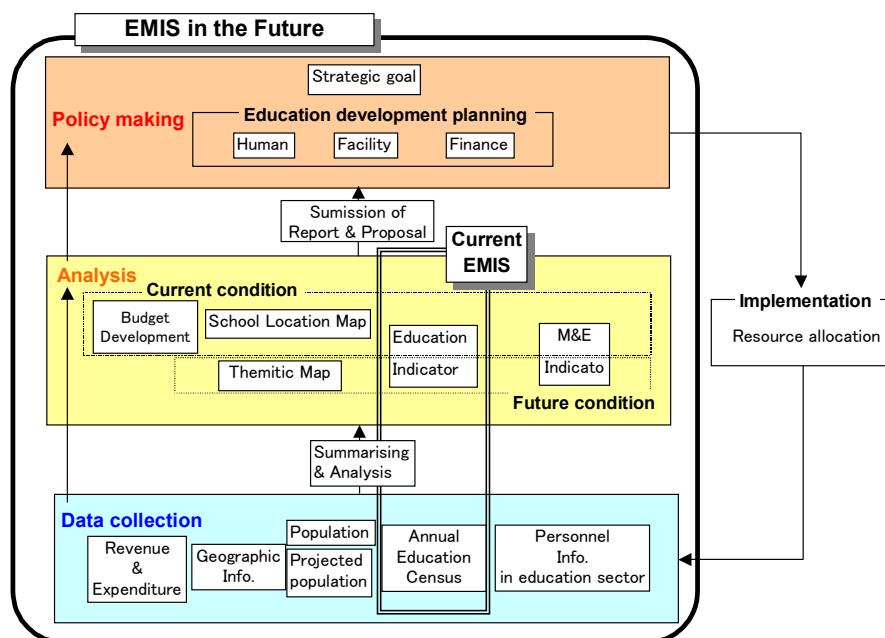 EMIS in the Future
Strategic goal
Policy making
Education development planning
Human
Facility
Finance
Sumission of
Report & Proposal
Current
EMIS
Analysis
Current condition
Budget
Development
School Location Map
Education
Indicator
M&E
Indicato
Themitic Map
Future condition
Implementation
Resource allocation
Summarising
& Analysis
Data collection
Revenue
&
Expenditure
Geographic
Info.
Population
Projected
population
Annual
Education
Census
Personnel
Info.
in education sector